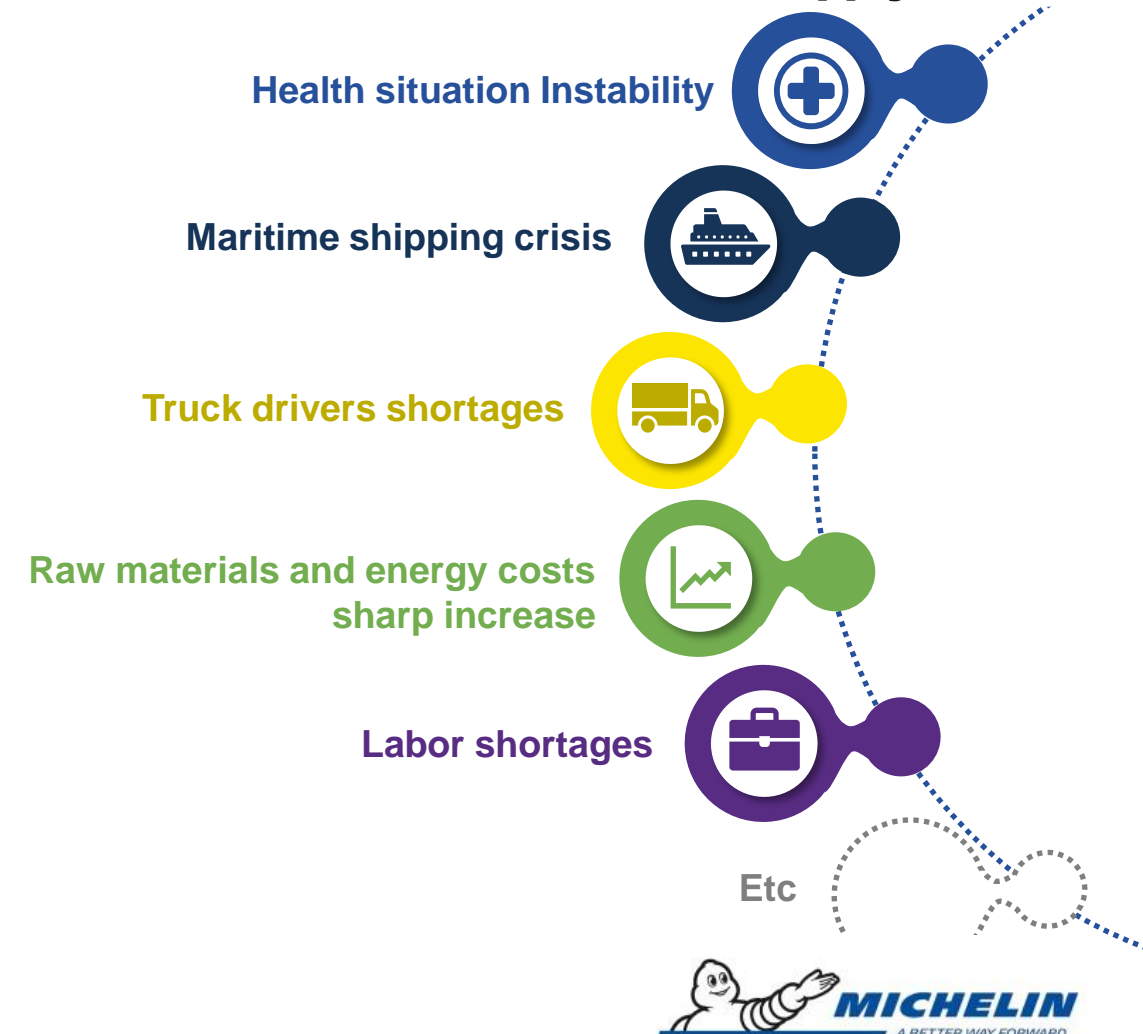 Health situation Instability
Maritime shipping crisis
Truck drivers shortages
Raw materials and energy costs
sharp increase
Labor shortages
Etc
MICHELIN
A BETTER WAY FORWARD